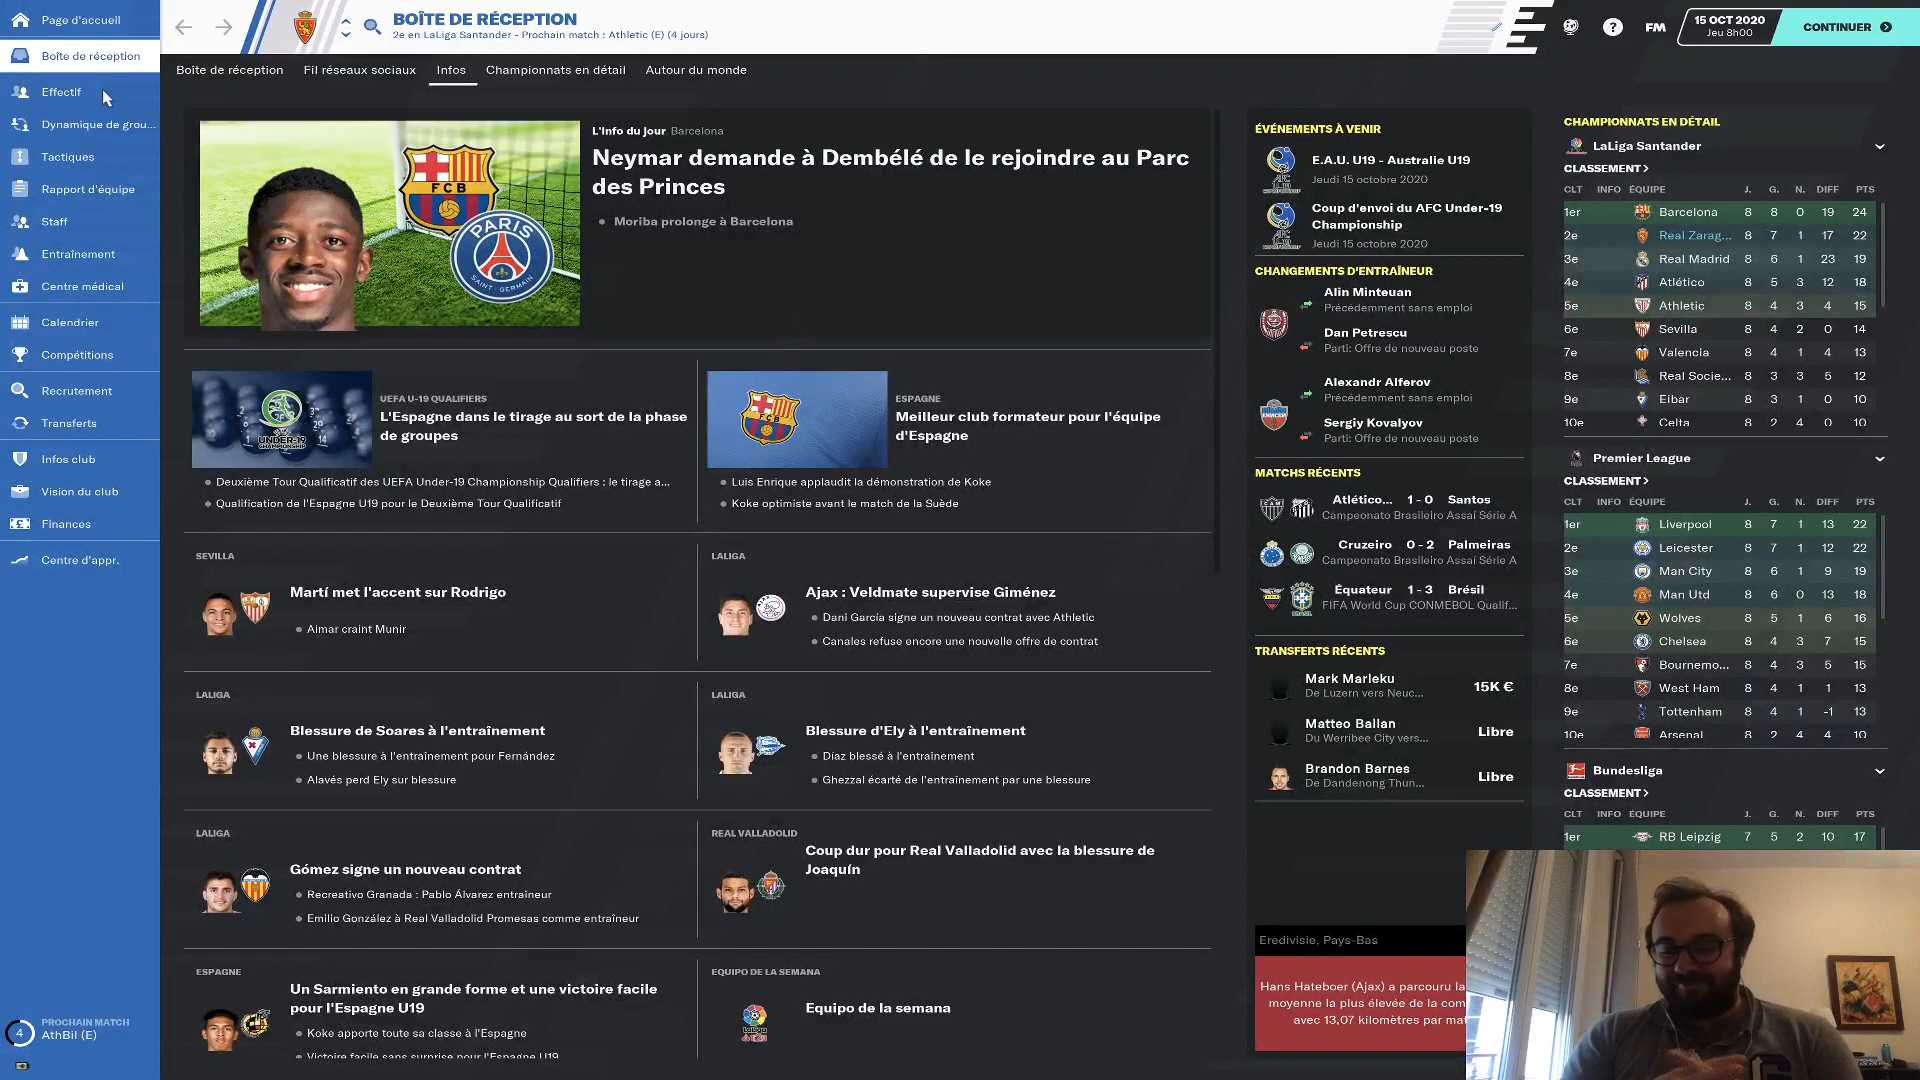 Page d'accueil
Boîte de réception
Effectif
Dynamique de grou...
Tactiques
Rapport d'équipe
Staff
Entraînement
Centre médical
Calendrier
Compétitions
Recrutement
Transferts
Infos club
Vision du club
Finances
Centre d'appr.
PROCHAIN MATCH
4
AthBil (E)
BOÎTE DE RÉCEPTION
2e en LaLiga Santander - Prochain match : Athletic (E) (4 jours)
?
FM
15 OCT 2020
Jeu 8h00
CONTINUER
Boîte de réception
Fil réseaux sociaux
Infos
Championnats en détail
Autour du monde
L'Info du jour Barcelona
Neymar demande à Dembélé de le rejoindre au Parc
des Princes
Moriba prolonge à Barcelona
FCB
PARIS
SAINT-GERMAIN
UEFA U-19 QUALIFIERS
L'Espagne dans le tirage au sort de la phase
de groupes
Deuxième Tour Qualificatif des UEFA Under-19 Championship Qualifiers : le tirage a...
Qualification de l'Espagne U19 pour le Deuxième Tour Qualificatif
UNDER-19
CHAMPIONSHIP
ESPAGNE
Meilleur club formateur pour l'équipe
d'Espagne
Luis Enrique applaudit la démonstration de Koke
Koke optimiste avant le match de la Suède
FCB
SEVILLA
Martí met l'accent sur Rodrigo
Aimar craint Munir
LALIGA
Ajax : Veldmate supervise Giménez
Dani García signe un nouveau contrat avec Athletic
Canales refuse encore une nouvelle offre de contrat
LALIGA
Blessure de Soares à l'entraînement
Une blessure à l'entraînement pour Fernández
Alavés perd Ely sur blessure
LALIGA
Blessure d'Ely à l'entraînement
Díaz blessé à l'entraînement
Ghezzal écarté de l'entraînement par une blessure
LALIGA
Gómez signe un nouveau contrat
Recreativo Granada : Pablo Álvarez entraîneur
Emilio González à Real Valladolid Promesas comme entraîneur
REAL VALLADOLID
Coup dur pour Real Valladolid avec la blessure de
Joaquín
ESPAGNE
Un Sarmiento en grande forme et une victoire facile
pour l'Espagne U19
Koke apporte toute sa classe à l'Espagne
Victoire facile sans surprise pour l'Espagne U19
EQUIPO DE LA SEMANA
Equipo de la semana
ÉVÉNEMENTS À VENIR
E.A.U. U19 - Australie U19
Jeudi 15 octobre 2020
Coup d'envoi du AFC Under-19
Championship
Jeudi 15 octobre 2020
CHANGEMENTS D'ENTRAÎNEUR
Alin Minteuan
Précédemment sans emploi
Dan Petrescu
Parti: Offre de nouveau poste
Alexandr Alferov
Précédemment sans emploi
Sergiy Kovalyov
Parti: Offre de nouveau poste
MATCHS RÉCENTS
Atlético... 1 - 0 Santos
Campeonato Brasileiro Assaí Série A
Cruzeiro 0 - 2 Palmeiras
Campeonato Brasileiro Assaí Série A
Équateur 1 - 3 Brésil
FIFA World Cup CONMEBOL Qualif...
TRANSFERTS RÉCENTS
Mark Marleku 15K €
De Luzern vers Neuc...
Matteo Ballan Libre
Du Werribee City vers...
Brandon Barnes Libre
De Dandenong Thun...
Eredivisie, Pays-Bas
Hans Hateboer (Ajax) a parcouru la
moyenne la plus élevée de la com
avec 13,07 kilomètres par mat
CHAMPIONNATS EN DÉTAIL
LaLiga Santander
CLASSEMENT
CLT INFO ÉQUIPE J. G. N. DIFF PTS
1er Barcelona 8 8 0 19 24
2e Real Zarag... 8 7 1 17 22
3e Real Madrid 8 6 1 23 19
4e Atlético 8 5 3 12 18
5e Athletic 8 4 3 4 15
6e Sevilla 8 4 2 0 14
7e Valencia 8 4 1 4 13
8e Real Socie... 8 3 3 5 12
9e Eibar 8 3 1 0 10
10e Celta 8 2 4 0 10
Premier League
CLASSEMENT
CLT INFO ÉQUIPE J. G. N. DIFF PTS
1er Liverpool 8 7 1 13 22
2e Leicester 8 7 1 12 22
3e Man City 8 6 1 9 19
4e Man Utd 8 6 0 13 18
5e Wolves 8 5 1 6 16
6e Chelsea 8 4 3 7 15
7e Bournemo... 8 4 3 5 15
8e West Ham 8 4 1 1 13
9e Tottenham 8 4 1 -1 13
10e Arsenal 8 2 4 4 10
Bundesliga
CLASSEMENT
CLT INFO ÉQUIPE J. G. N. DIFF PTS
1er RB Leipzig 7 5 2 10 17